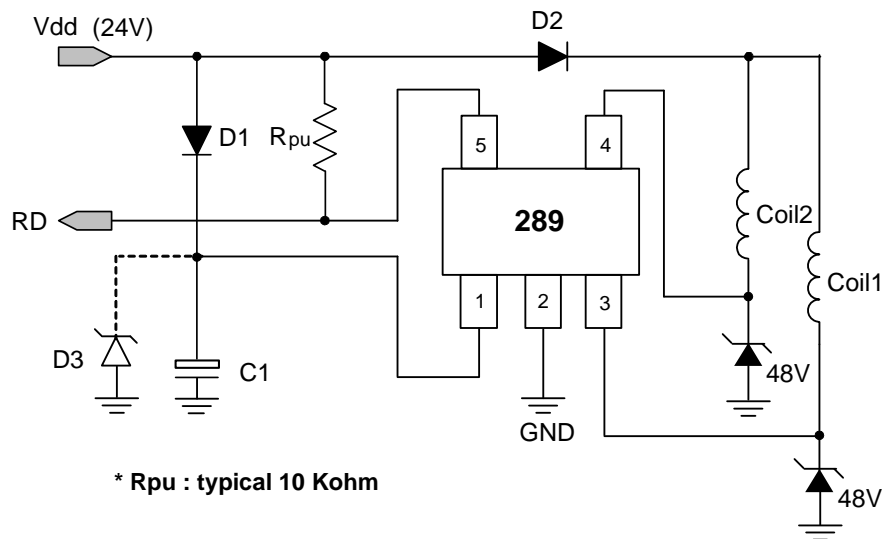 D2
Vdd (24V)
D1
Rpu
5
4
RD
289
Coil2
Coil1
1
2
3
D3
C1
48V
GND
* Rpu : typical 10 Kohm
48V